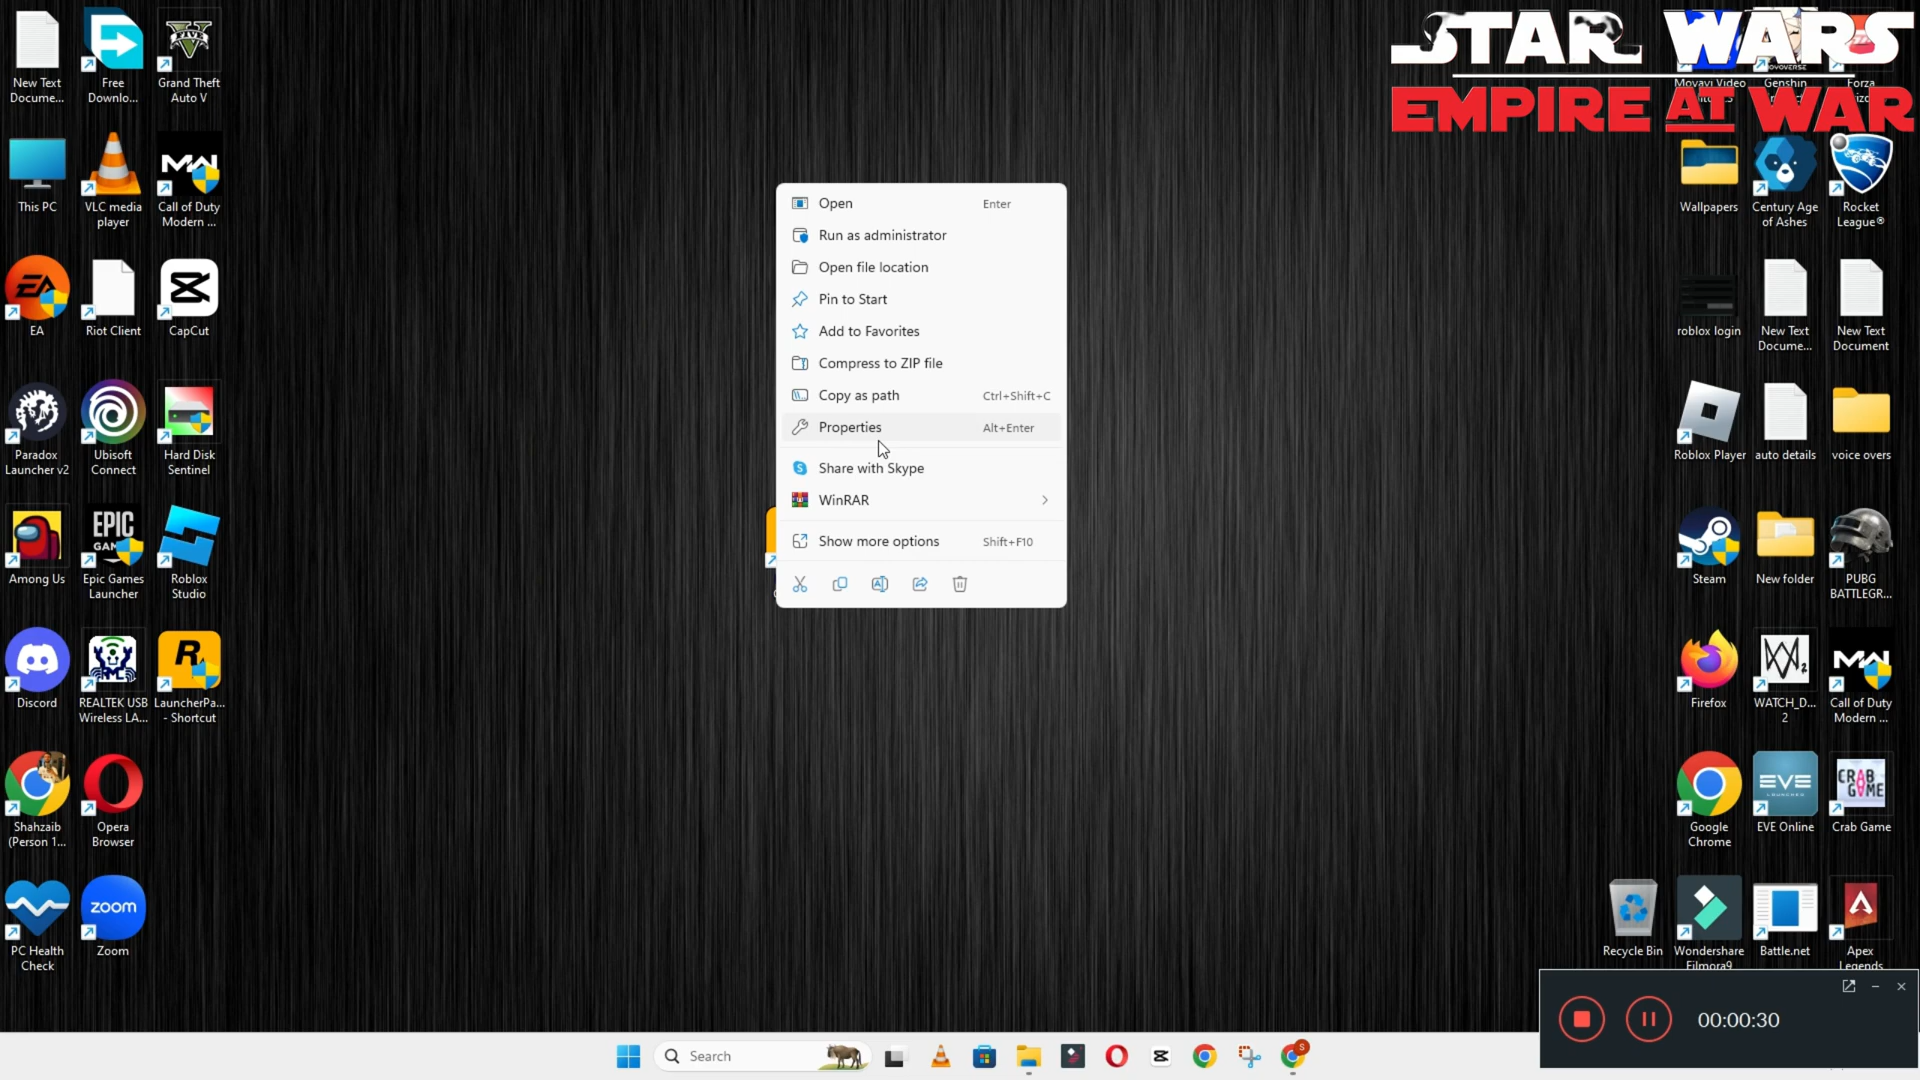 New Text
Docume...
Free
Downlo...
Grand Theft
Auto V
This PC
VLC media
player
Call of Duty
Modern ...
EA
Riot Client
CapCut
Paradox
Launcher v2
Ubisoft
Connect
Hard Disk
Sentinel
Among Us
EPIC
Epic Games
Launcher
Roblox
Studio
Discord
REALTEK USB
Wireless LA...
LauncherPa...
- Shortcut
Shahzaib
(Person 1...
Opera
Browser
PC Health
Check
zoom
Zoom
Open Enter
Run as administrator
Open file location
Pin to Start
Add to Favorites
Compress to ZIP file
Copy as path Ctrl+Shift+C
Properties Alt+Enter
Share with Skype
WinRAR
Show more options Shift+F10
STAR WARS
EMPIRE AT WAR
Movavi Video
Genshin
Forza
Wallpapers
Century Age
of Ashes
Rocket
League®
roblox login
New Text
Docume...
New Text
Document
Roblox Player
auto details
voice overs
Steam
New folder
PUBG
BATTLEGR...
Firefox
WATCH_D...
2
Call of Duty
Modern ...
Google
Chrome
EVE
EVE Online
CRAB
GAME
Crab Game
Recycle Bin
Wondershare
Filmora9
Battle.net
Apex
Legends
00:00:30
Search